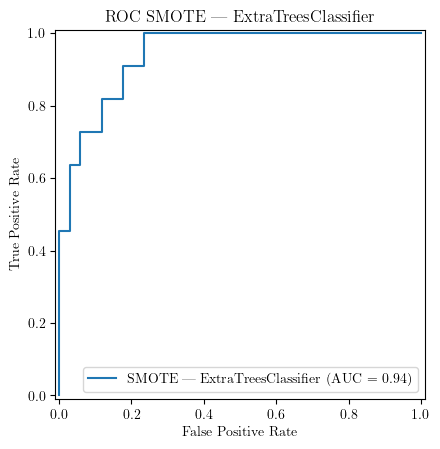 ROC SMOTE — ExtraTreesClassifier
1.0
0.8
0.6
0.4
0.2
0.0
True Positive Rate
SMOTE — ExtraTreesClassifier (AUC = 0.94)
0.0 0.2 0.4 0.6 0.8 1.0
False Positive Rate